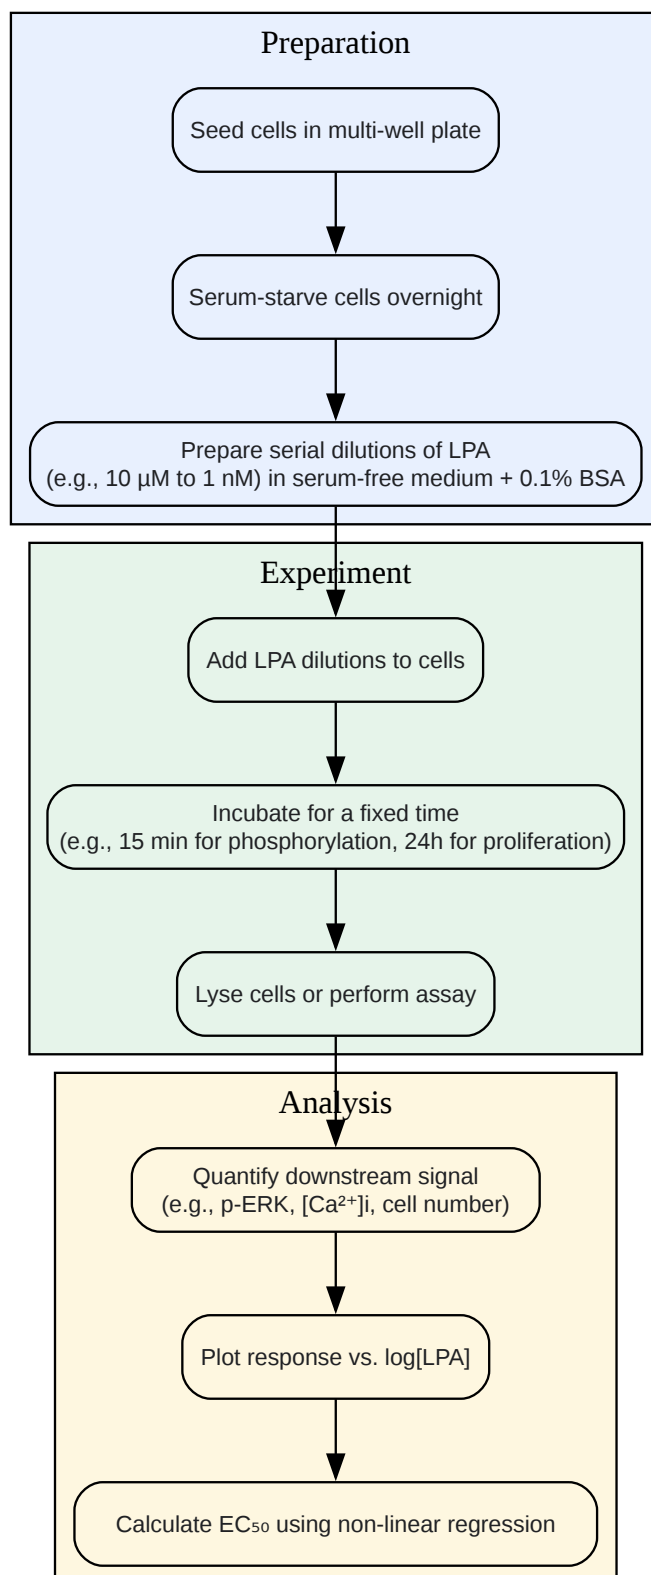 Preparation
Seed cells in multi-well plate
Serum-starve cells overnight
Prepare serial dilutions of LPA
(e.g., 10 µM to 1 nM) in serum-free medium + 0.1% BSA
Experiment
Add LPA dilutions to cells
Incubate for a fixed time
(e.g., 15 min for phosphorylation, 24h for proliferation)
Lyse cells or perform assay
Analysis
Quantify downstream signal
(e.g., p-ERK, [Ca²⁺]i, cell number)
Plot response vs. log[LPA]
Calculate EC₅₀ using non-linear regression